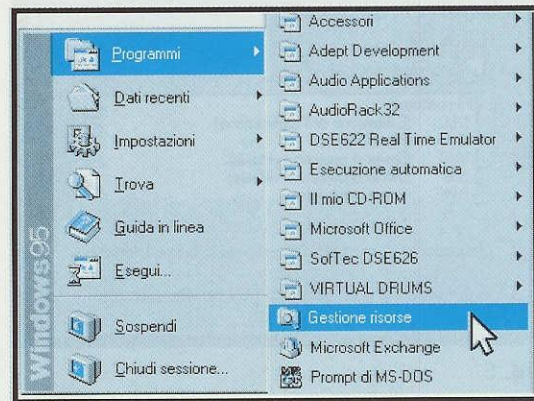 Windows95
Programmi
Dati recenti
Impostazioni
Trova
Guida in linea
Esegui...
Sospendi
Chiudi sessione...
Accessori
Adept Development
Audio Applications
AudioRack32
DSE622 Real Time Emulator
Esecuzione automatica
Il mio CD-ROM
Microsoft Office
SofTec DSE626
VIRTUAL DRUMS
Gestione risorse
Microsoft Exchange
Prompt di MS-DOS